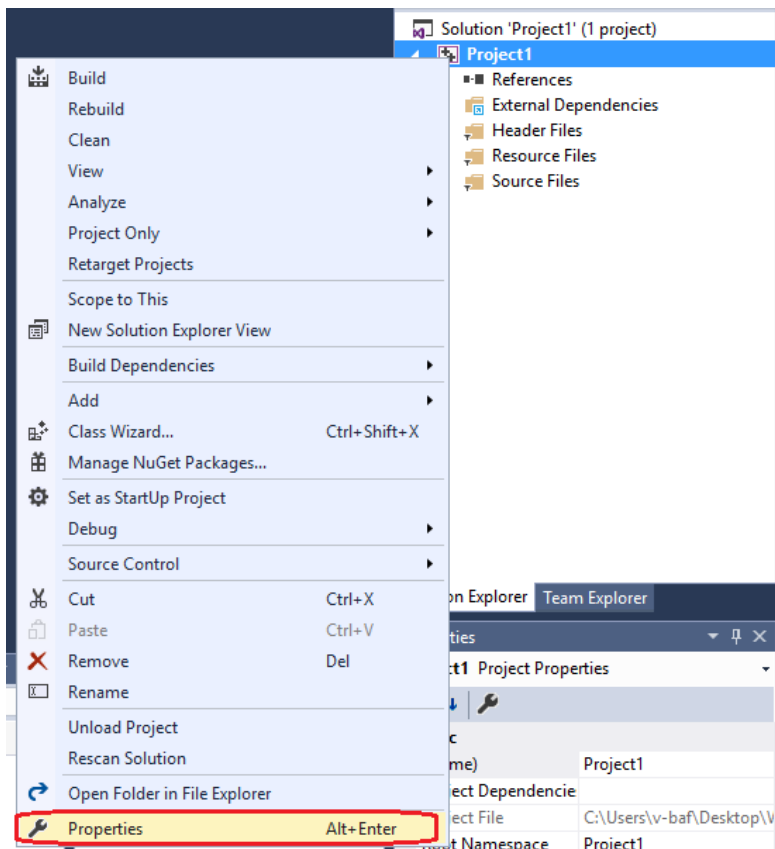 Solution 'Project1' (1 project)
Project1
References
External Dependencies
Header Files
Resource Files
Source Files
Build
Rebuild
Clean
View
Analyze
Project Only
Retarget Projects
Scope to This
New Solution Explorer View
Build Dependencies
Add
Class Wizard... Ctrl+Shift+X
Manage NuGet Packages...
Set as StartUp Project
Debug
Source Control
Cut Ctrl+X
Paste Ctrl+V
Remove Del
Rename
Unload Project
Rescan Solution
Open Folder in File Explorer
Properties Alt+Enter
on Explorer Team Explorer
ties
ct1 Project Properties
c
me) Project1
ject Dependencie
ject File C:\Users\v-baf\Desktop\V
Root Namespace Project1